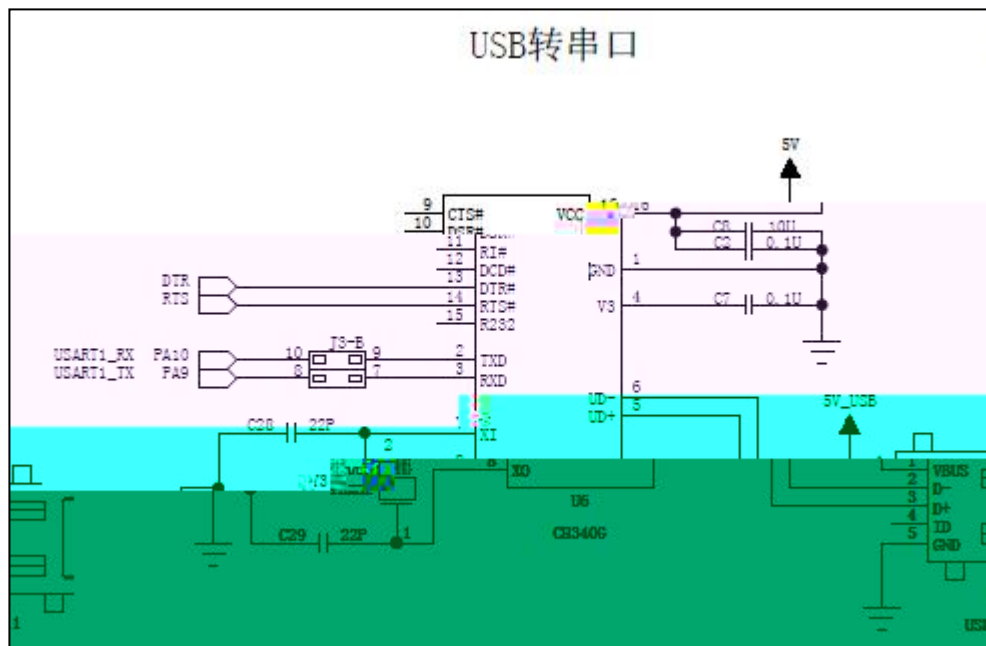 USB转串口
5V
9 CTS# VCC
10
C8 10U
11 RI# C2 0.1U
12 DCD# GND 1
DTR 13 DTR#
RTS 14 RTS# V3 4 C7 0.1U
15 R232
J3-B
USART1_RX PA10 10 9 2 TXD
USART1_TX PA9 8 7 3 RXD
UD- 6
UD+ 5 5V_USB
C28 22P XI
2
XO 1 VBUS
2 D-
U6 3 D+
4 ID
C29 22P 1 CH340G 5 GND
1